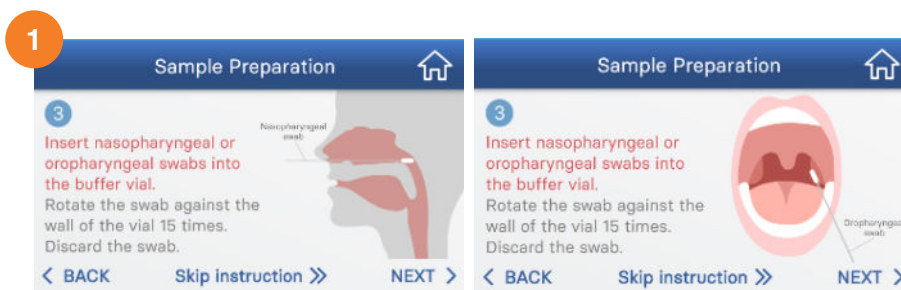 1
Sample Preparation
3
Insert nasopharyngeal or
oropharyngeal swabs into
the buffer vial.
Rotate the swab against the
wall of the vial 15 times.
Discard the swab.
Nasopharyngeal
swab
< BACK
Skip instruction >>
NEXT >
Sample Preparation
3
Insert nasopharyngeal or
oropharyngeal swabs into
the buffer vial.
Rotate the swab against the
wall of the vial 15 times.
Discard the swab.
Oropharyngeal
swab
< BACK
Skip instruction >>
NEXT >